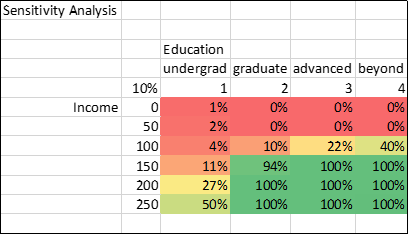 Sensitivity Analysis
Education
undergrad graduate advanced beyond
10% 1 2 3 4
Income 0 1% 0% 0% 0%
50 2% 0% 0% 0%
100 4% 10% 22% 40%
150 11% 94% 100% 100%
200 27% 100% 100% 100%
250 50% 100% 100% 100%